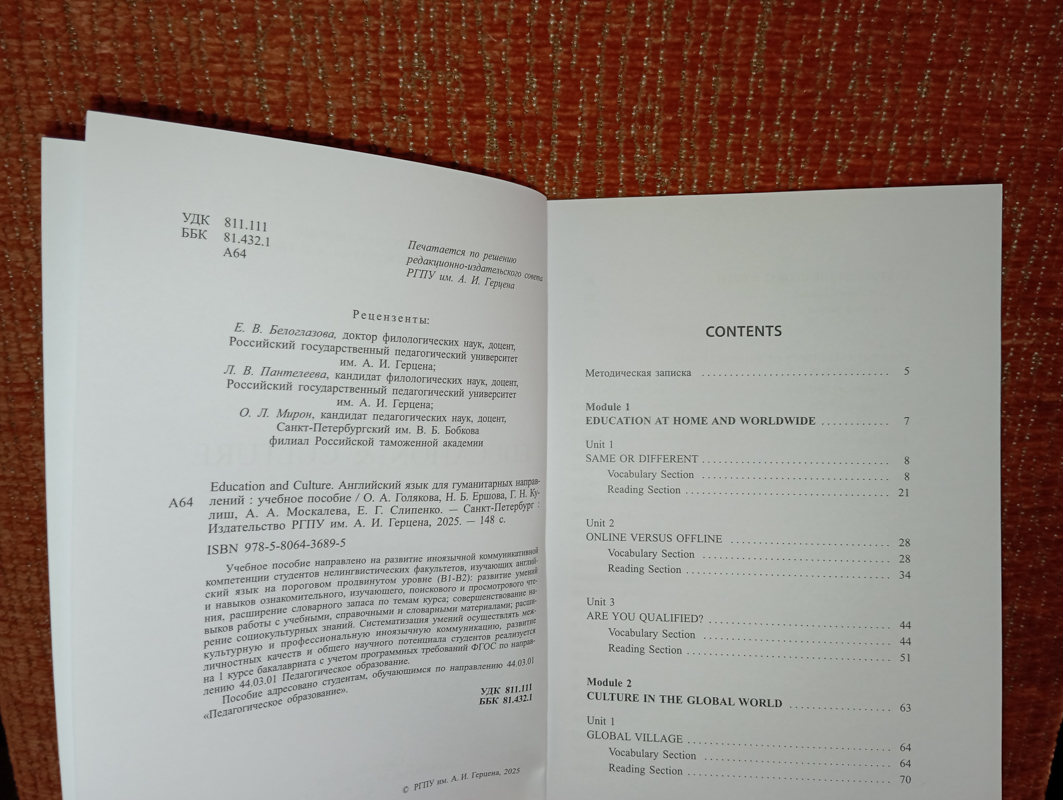 УДК 811.111
ББК 81.432.1
А64
Печатается по решению
редакционно-издательского совета
РГПУ им. А. И. Герцена
Рецензенты:
Е. В. Белоглазова, доктор филологических наук, доцент,
Российский государственный педагогический университет
им. А. И. Герцена;
Л. В. Пантелеева, кандидат филологических наук, доцент,
Российский государственный педагогический университет
им. А. И. Герцена;
О. Л. Мирон, кандидат педагогических наук, доцент,
Санкт-Петербургский им. В. Б. Бобкова
филиал Российской таможенной академии
Education and Culture. Английский язык для гуманитарных направ-
А64 лений : учебное пособие / О. А. Голякова, Н. Б. Ершова, Г. Н. Ку-
лиш, А. А. Москалева, Е. Г. Слипенко. — Санкт-Петербург :
Издательство РГПУ им. А. И. Герцена, 2025. — 148 с.
ISBN 978-5-8064-3689-5
Учебное пособие направлено на развитие иноязычной коммуникативной
компетенции студентов нелингвистических факультетов, изучающих англий-
ский язык на пороговом продвинутом уровне (В1-В2): развитие умений
и навыков ознакомительного, изучающего, поискового и просмотрового чте-
ния, расширение словарного запаса по темам курса; совершенствование на-
выков работы с учебными, справочными и словарными материалами; расши-
рение социокультурных знаний. Систематизация умений осуществлять меж-
культурную и профессиональную иноязычную коммуникацию, развитие
личностных качеств и общего научного потенциала студентов реализуется
на 1 курсе бакалавриата с учетом программных требований ФГОС по направ-
лению 44.03.01 Педагогическое образование.
Пособие адресовано студентам, обучающимся по направлению 44.03.01
«Педагогическое образование».
УДК 811.111
ББК 81.432.1
© РГПУ им. А. И. Герцена, 2025
CONTENTS
Методическая записка . . . . . . . . . . 5
Module 1
EDUCATION AT HOME AND WORLDWIDE . . . . . . . . . . 7
Unit 1
SAME OR DIFFERENT . . . . . . . . . . 8
Vocabulary Section . . . . . . . . . . 8
Reading Section . . . . . . . . . . 21
Unit 2
ONLINE VERSUS OFFLINE . . . . . . . . . . 28
Vocabulary Section . . . . . . . . . . 28
Reading Section . . . . . . . . . . 34
Unit 3
ARE YOU QUALIFIED? . . . . . . . . . . 44
Vocabulary Section . . . . . . . . . . 44
Reading Section . . . . . . . . . . 51
Module 2
CULTURE IN THE GLOBAL WORLD . . . . . . . . . . 63
Unit 1
GLOBAL VILLAGE . . . . . . . . . . 64
Vocabulary Section . . . . . . . . . . 64
Reading Section . . . . . . . . . . 70